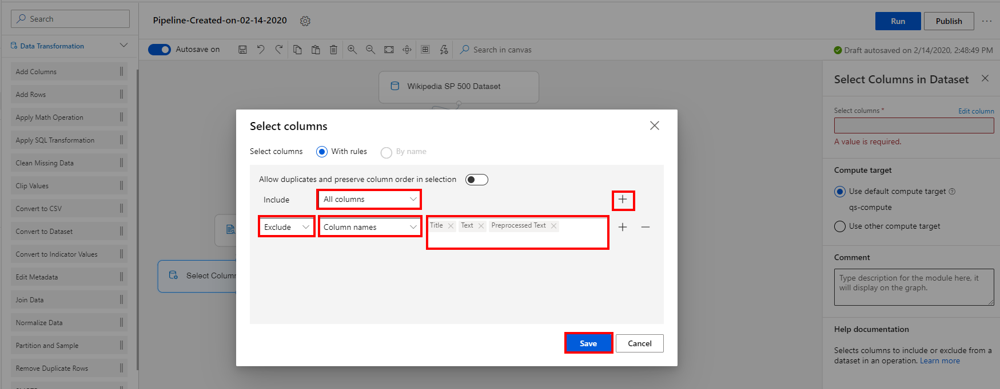 Search
Data Transformation
Add Columns
Add Rows
Apply Math Operation
Apply SQL Transformation
Clean Missing Data
Clip Values
Convert to CSV
Convert to Dataset
Convert to Indicator Values
Edit Metadata
Join Data
Normalize Data
Partition and Sample
Remove Duplicate Rows
Pipeline-Created-on-02-14-2020
Run
Publish
Autosave on
Search in canvas
Draft autosaved on 2/14/2020, 2:48:49 PM
Wikipedia SP 500 Dataset
Select Colum
Select columns
Select columns
With rules
By name
Allow duplicates and preserve column order in selection
Include
All columns
Exclude
Column names
Title
Text
Preprocessed Text
Save
Cancel
Select Columns in Dataset
Select columns *
Edit column
A value is required.
Compute target
Use default compute target
qs-compute
Use other compute target
Comment
Type description for the module here, it
will display on the graph.
Help documentation
Selects columns to include or exclude from a
dataset in an operation. Learn more